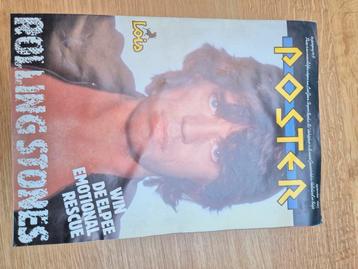 POSTER
Lois
WIN
DE ELPEE
EMOTIONAL
RESCUE
ROLLING STONES